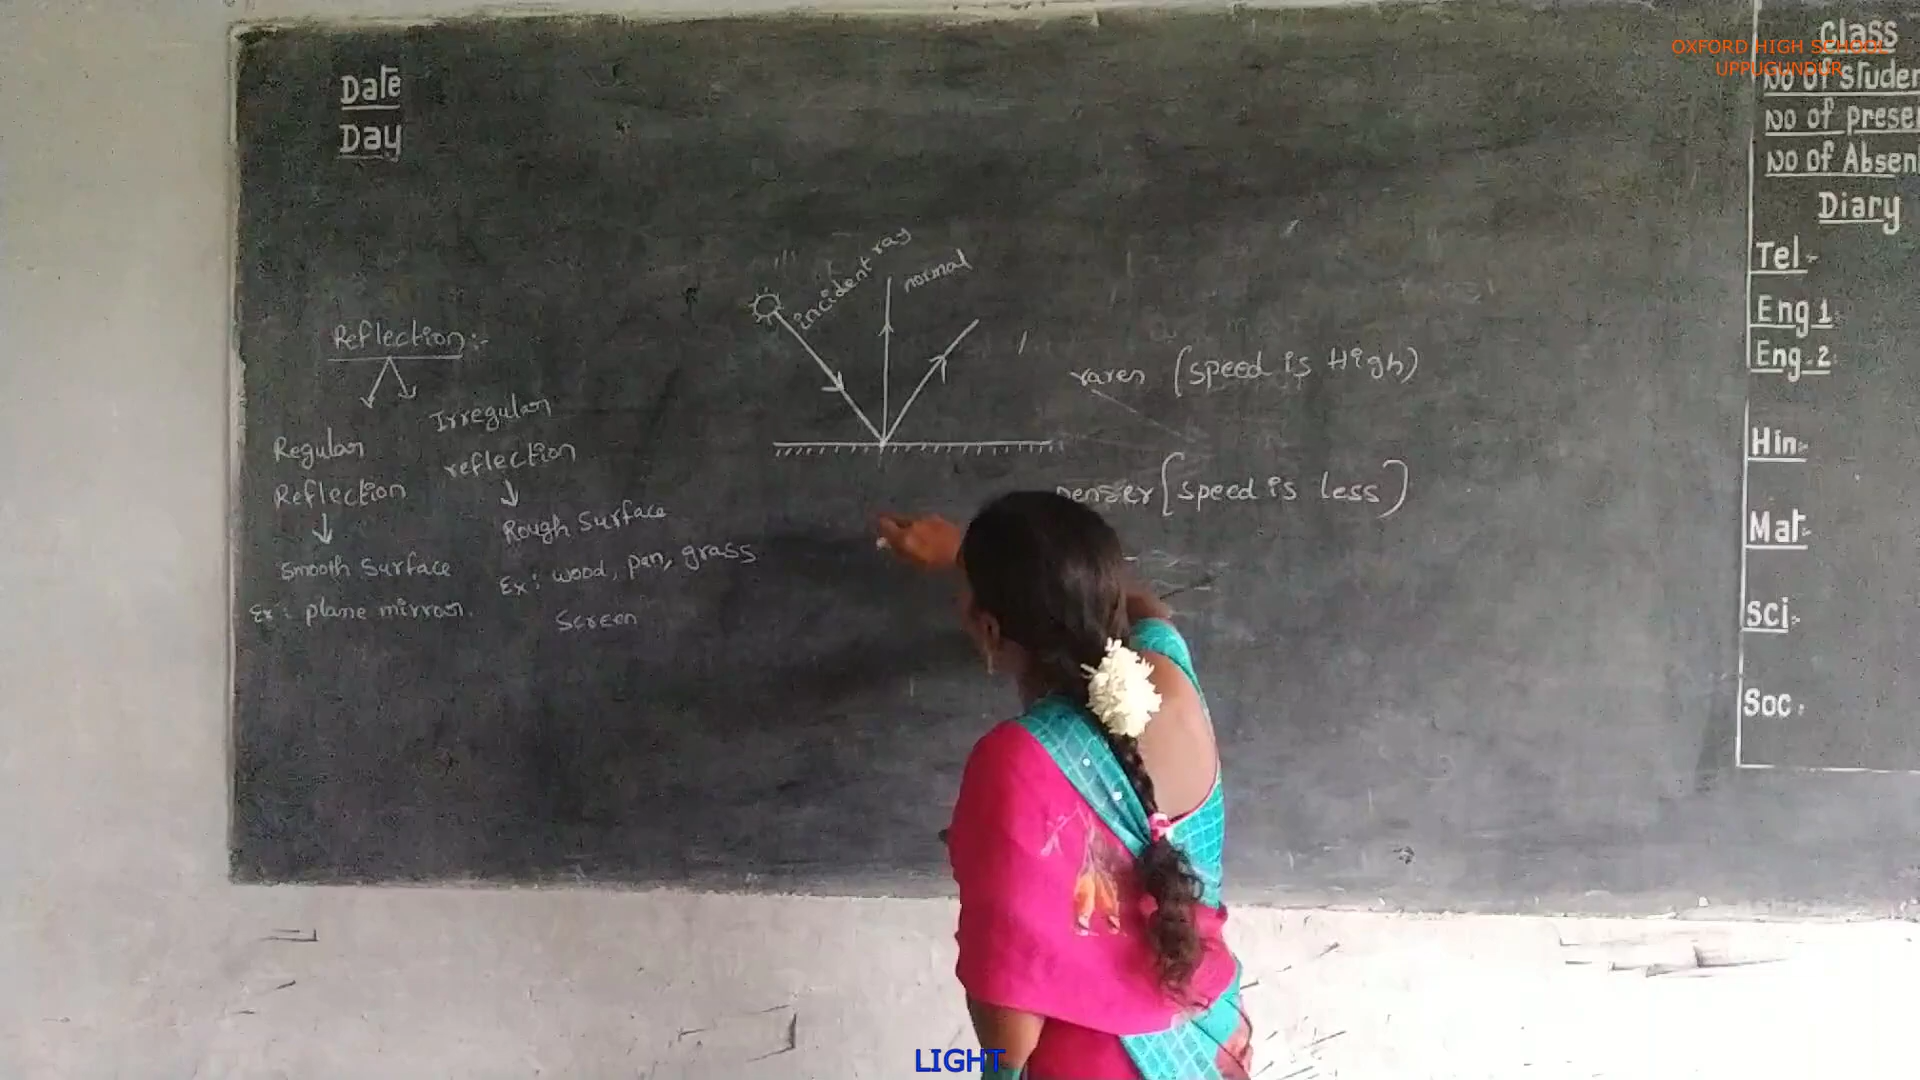 OXFORD HIGH SCHOOL
UPPUGUNDUR
Date
Day
Reflection:-
Regular
Reflection
Smooth Surface
Ex: plane mirror.
Irregular
reflection
Rough Surface
Ex: wood, pan, grass
Screen
incident ray
normal
rarer (speed is High)
Denser (speed is less)
Class
No of Studen
No of presen
No of Absen
Diary
Tel:-
Eng 1:
Eng.2:
Hin:-
Mat:-
Sci:-
Soc:
LIGHT